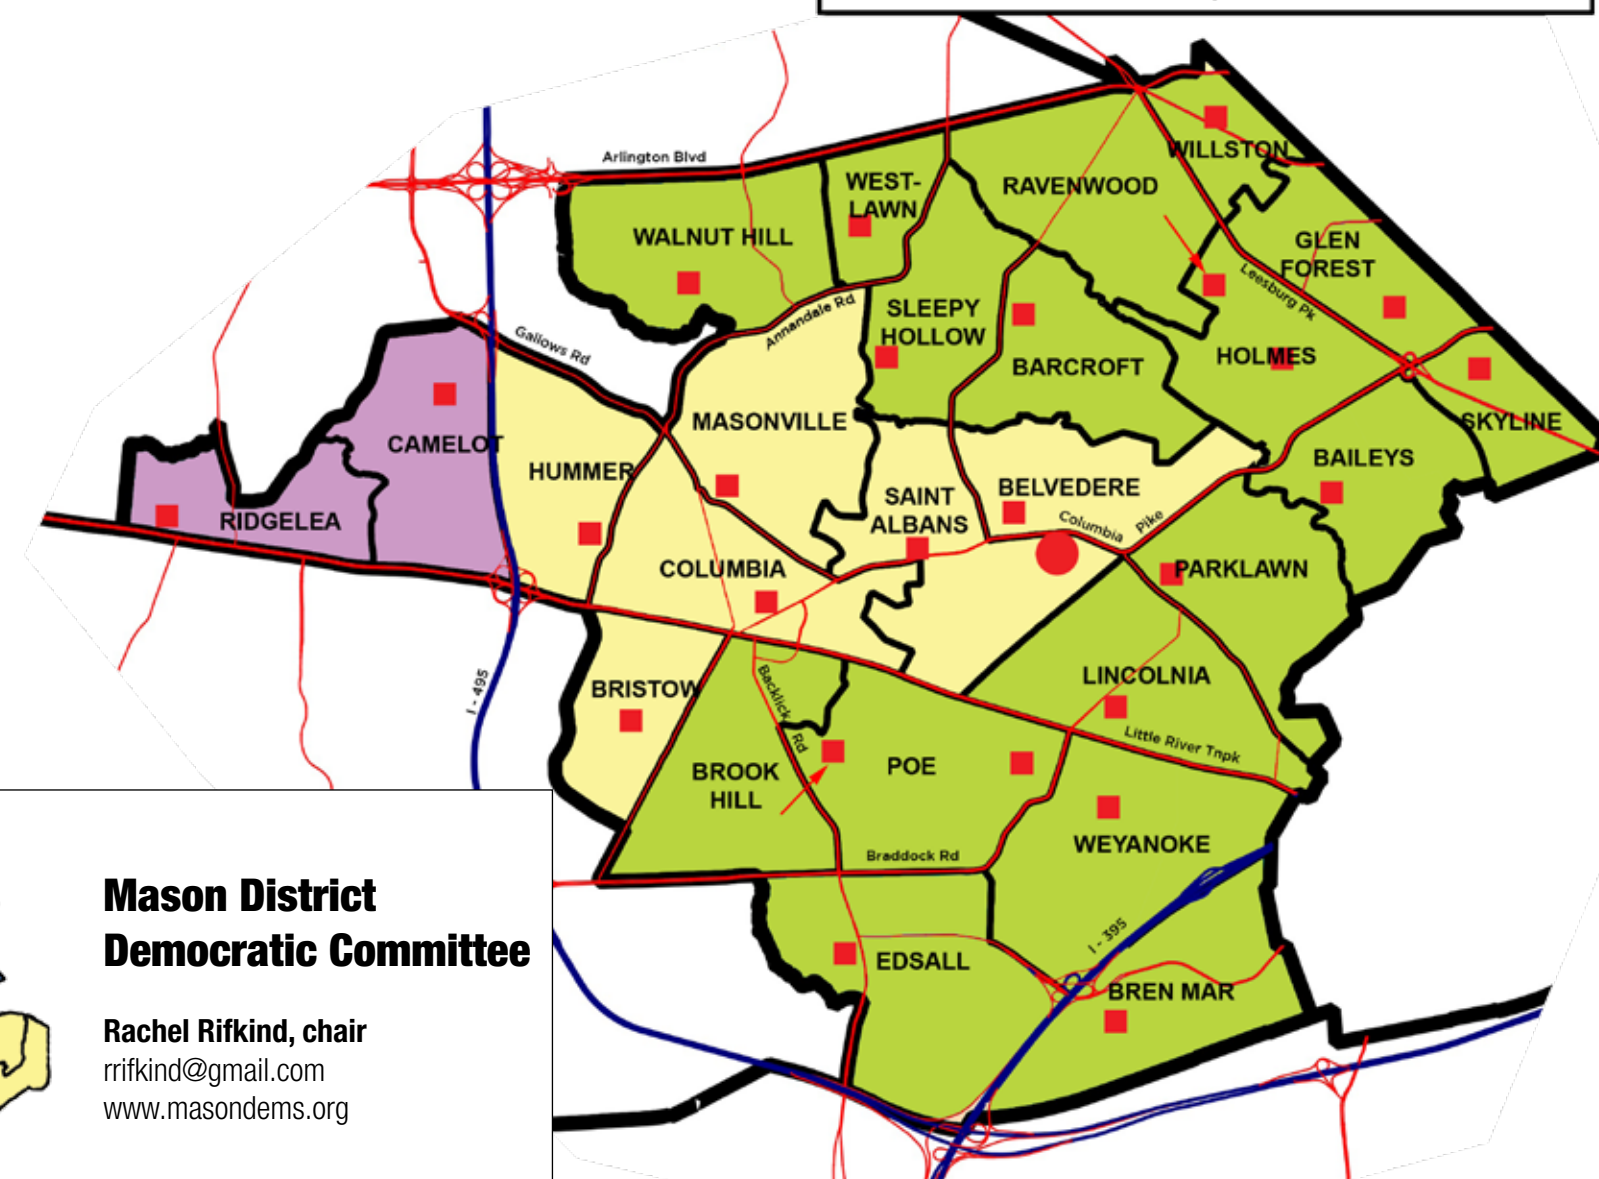 Arlington Blvd
WILLSTON
WEST-
LAWN
RAVENWOOD
WALNUT HILL
GLEN
FOREST
Leesburg Pk
Annandale Rd
SLEEPY
HOLLOW
Gallows Rd
HOLMES
BARCROFT
MASONVILLE
SKYLINE
CAMELOT
BAILEYS
HUMMER
BELVEDERE
SAINT
ALBANS
Columbia Pike
RIDGELEA
COLUMBIA
PARKLAWN
I - 495
BRISTOW
Backlick Rd
LINCOLNIA
Little River Tnpk
BROOK
HILL
POE
WEYANOKE
Braddock Rd
I - 395
EDSALL
BREN MAR
Mason District
Democratic Committee
Rachel Rifkind, chair
rrifkind@gmail.com
www.masondems.org